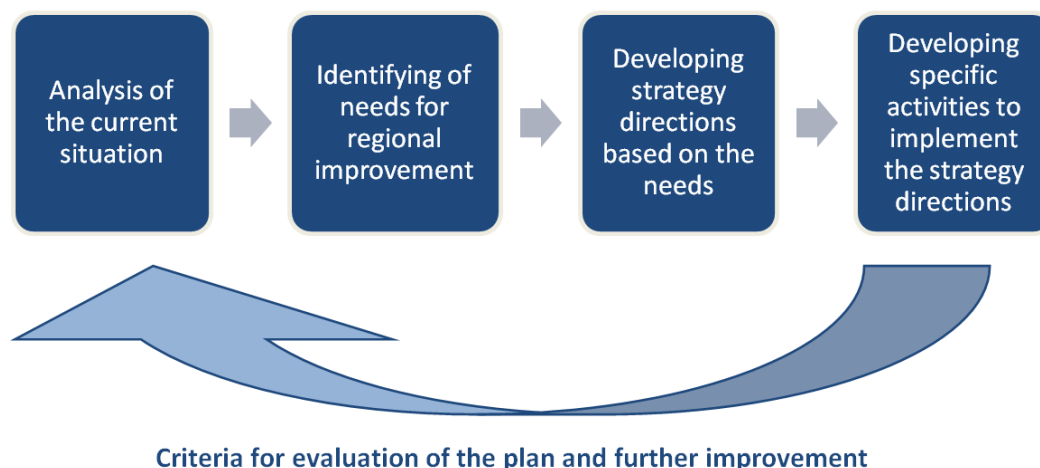 Analysis of
the current
situation
Identifying of
needs for
regional
improvement
Developing
strategy
directions
based on the
needs
Developing
specific
activities to
implement
the strategy
directions
Criteria for evaluation of the plan and further improvement